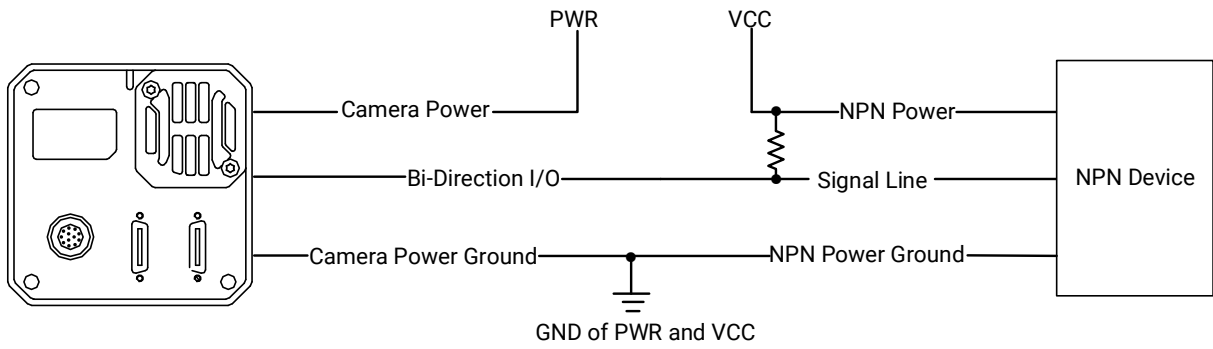 PWR
VCC
Camera Power
NPN Power
Bi-Direction I/O
Signal Line
NPN Device
Camera Power Ground
NPN Power Ground
GND of PWR and VCC